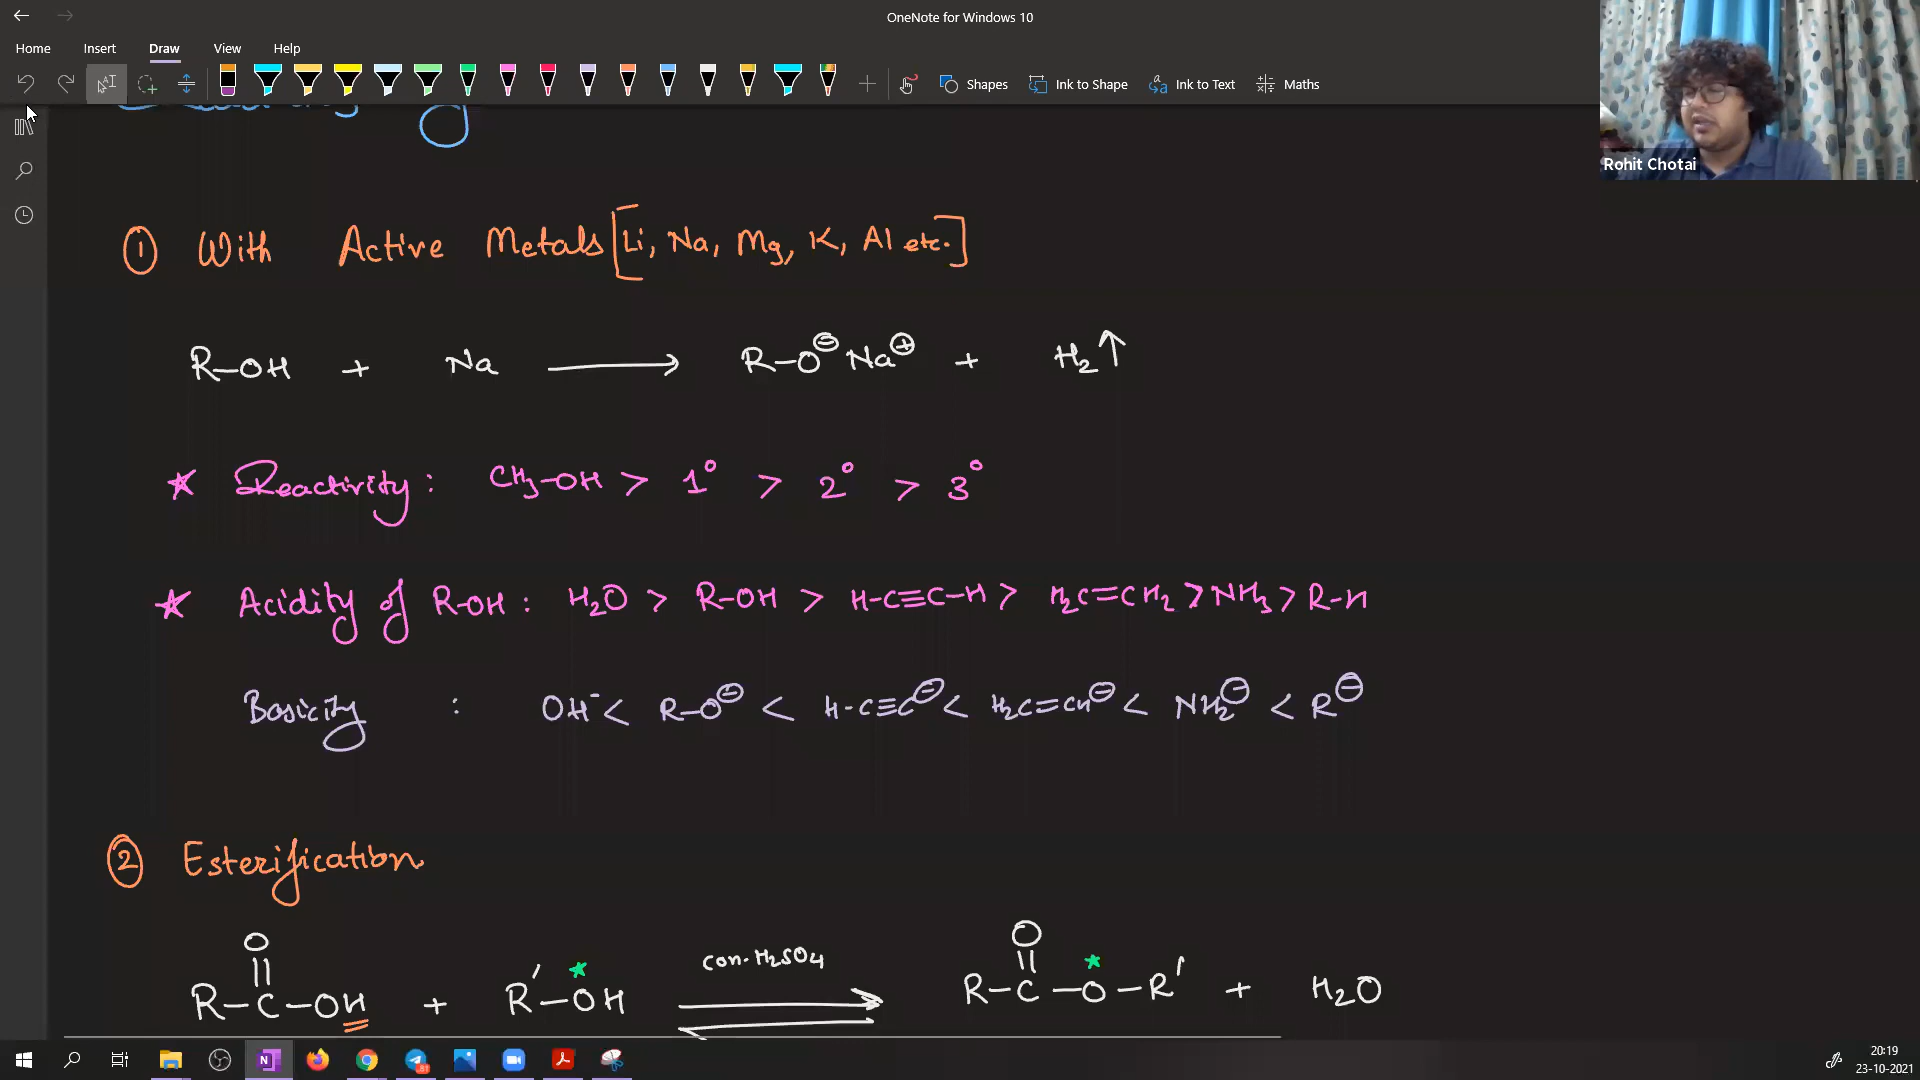 OneNote for Windows 10
Home Insert Draw View Help
Shapes Ink to Shape Ink to Text Maths
Rohit Chotai
① With Active Metals [Li, Na, Mg, K, Al etc.]
R-OH + Na ⟶ R-O⊖ Na⊕ + H₂↑
★ Reactivity : CH₃-OH > 1° > 2° > 3°
★ Acidity of R-OH : H₂O > R-OH > H-C≡C-H > H₂C=CH₂ > NH₃ > R-H
Basicity : OH⁻ < R-O⊖ < H-C≡C⊖ < H₂C=CH⊖ < NH₂⊖ < R⊖
② Esterification
O O
|| * con. H₂SO4 || *
R-C-OH + R'-OH ⇌ R-C-O-R' + H₂O
20:19
23-10-2021